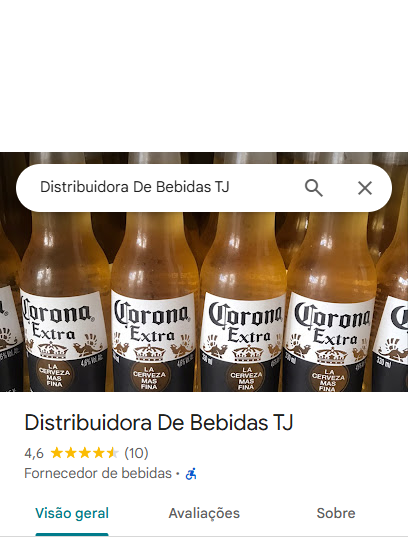 Distribuidora De Bebidas TJ
Corona Extra
LA CERVEZA MAS FINA
Corona Extra
LA CERVEZA MAS FINA
Corona Extra
LA CERVEZA MAS FINA
Corona Extra
LA CERVEZA MAS FINA
Distribuidora De Bebidas TJ
4,6 (10)
Fornecedor de bebidas ·
Visão geral Avaliações Sobre